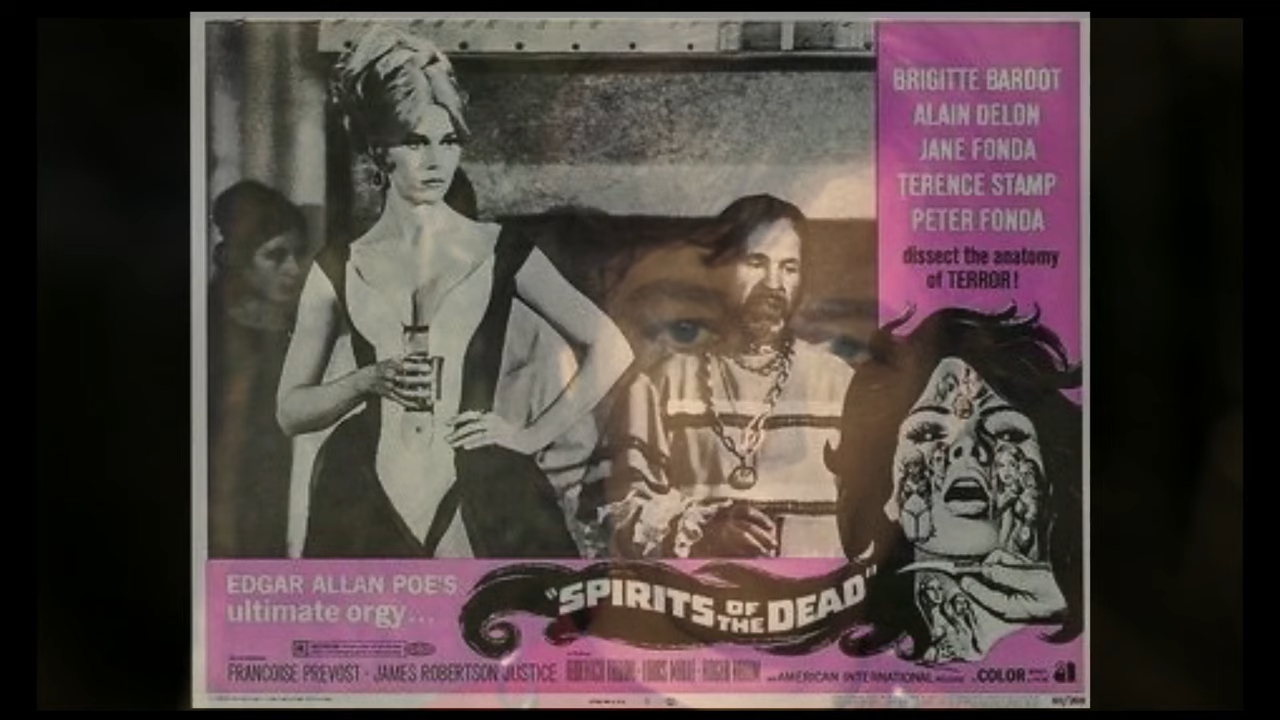 BRIGITTE BARDOT
ALAIN DELON
JANE FONDA
TERENCE STAMP
PETER FONDA
dissect the anatomy
of TERROR!
EDGAR ALLAN POE'S
ultimate orgy...
"SPIRITS OF THE DEAD"
FRANCOISE PREVOST · JAMES ROBERTSON JUSTICE
AMERICAN INTERNATIONAL
COLOR